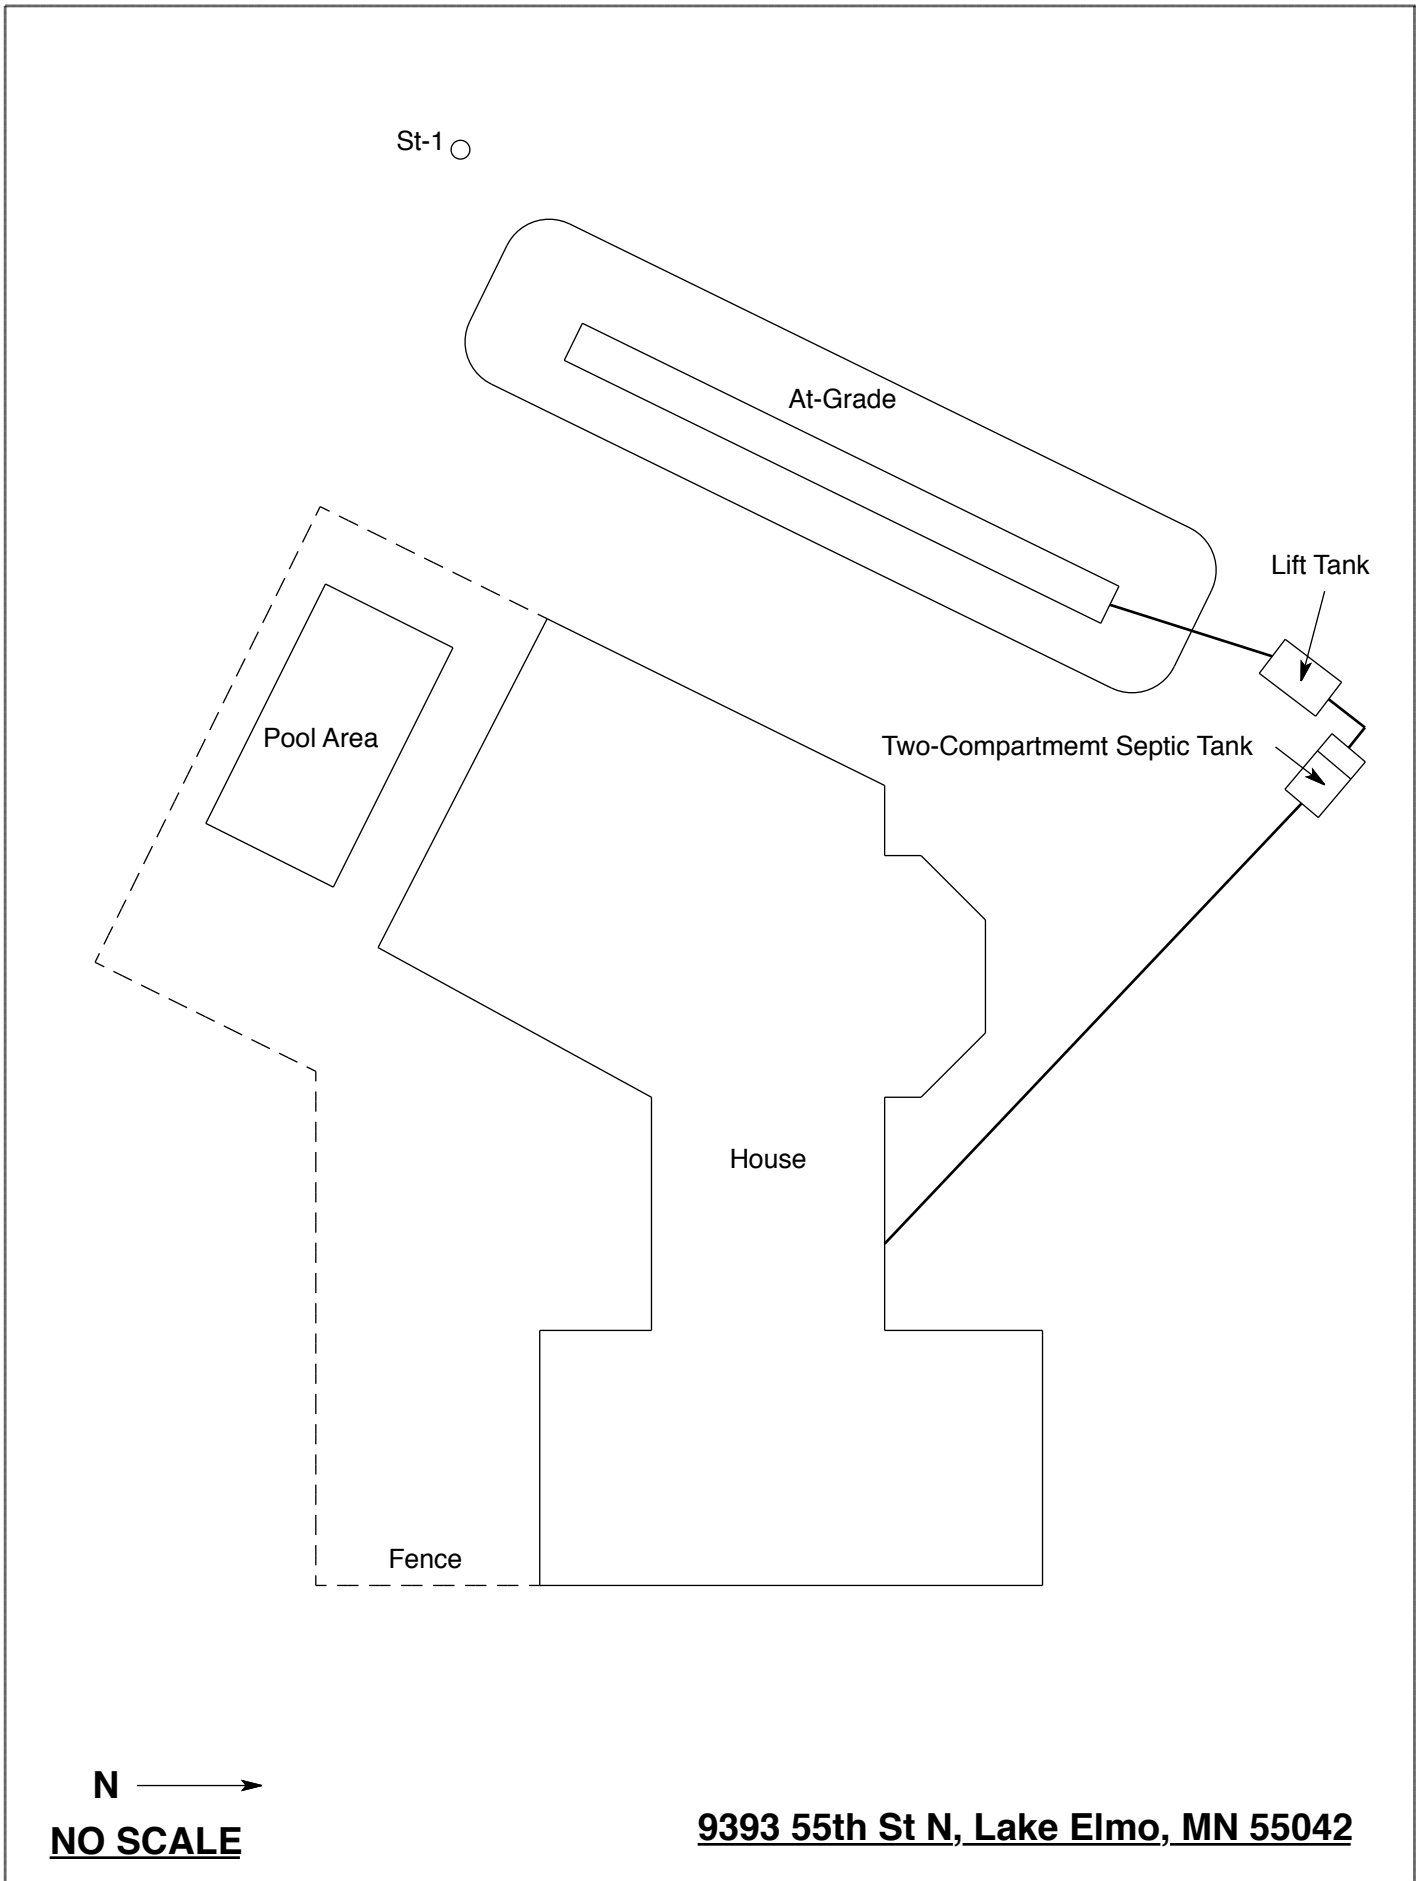 St-1
At-Grade
Lift Tank
Pool Area
Two-Compartmemt Septic Tank
House
Fence
N
NO SCALE
9393 55th St N, Lake Elmo, MN 55042